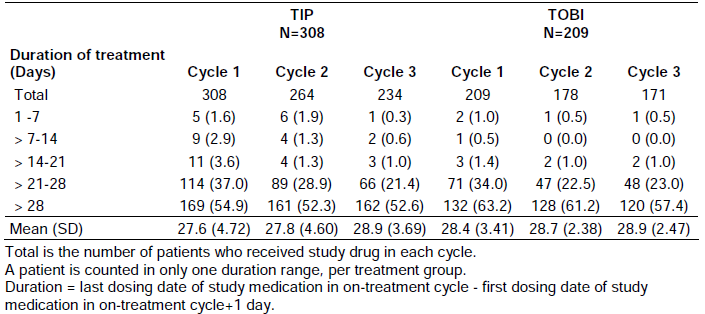 TIP TOBI
N=308 N=209
Duration of treatment
(Days) Cycle 1 Cycle 2 Cycle 3 Cycle 1 Cycle 2 Cycle 3
Total 308 264 234 209 178 171
1 -7 5 (1.6) 6 (1.9) 1 (0.3) 2 (1.0) 1 (0.5) 1 (0.5)
> 7-14 9 (2.9) 4 (1.3) 2 (0.6) 1 (0.5) 0 (0.0) 0 (0.0)
> 14-21 11 (3.6) 4 (1.3) 3 (1.0) 3 (1.4) 2 (1.0) 2 (1.0)
> 21-28 114 (37.0) 89 (28.9) 66 (21.4) 71 (34.0) 47 (22.5) 48 (23.0)
> 28 169 (54.9) 161 (52.3) 162 (52.6) 132 (63.2) 128 (61.2) 120 (57.4)
Mean (SD) 27.6 (4.72) 27.8 (4.60) 28.9 (3.69) 28.4 (3.41) 28.7 (2.38) 28.9 (2.47)
Total is the number of patients who received study drug in each cycle.
A patient is counted in only one duration range, per treatment group.
Duration = last dosing date of study medication in on-treatment cycle - first dosing date of study
medication in on-treatment cycle+1 day.